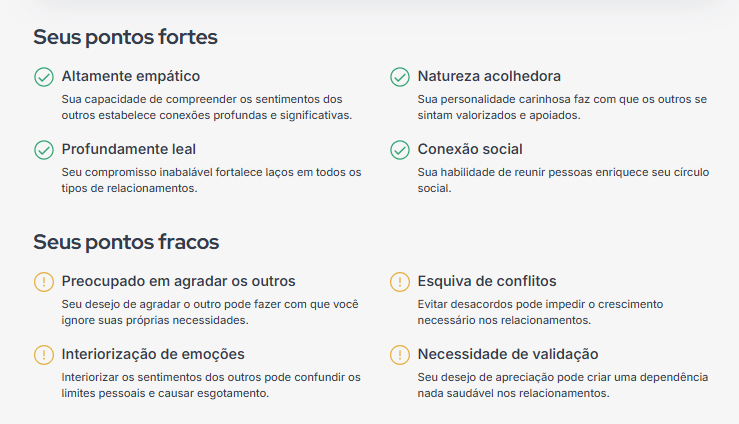 Seus pontos fortes
Altamente empático
Sua capacidade de compreender os sentimentos dos
outros estabelece conexões profundas e significativas.
Natureza acolhedora
Sua personalidade carinhosa faz com que os outros se
sintam valorizados e apoiados.
Profundamente leal
Seu compromisso inabalável fortalece laços em todos os
tipos de relacionamentos.
Conexão social
Sua habilidade de reunir pessoas enriquece seu círculo
social.
Seus pontos fracos
Preocupado em agradar os outros
Seu desejo de agradar o outro pode fazer com que você
ignore suas próprias necessidades.
Esquiva de conflitos
Evitar desacordos pode impedir o crescimento
necessário nos relacionamentos.
Interiorização de emoções
Interiorizar os sentimentos dos outros pode confundir os
limites pessoais e causar esgotamento.
Necessidade de validação
Seu desejo de apreciação pode criar uma dependência
nada saudável nos relacionamentos.